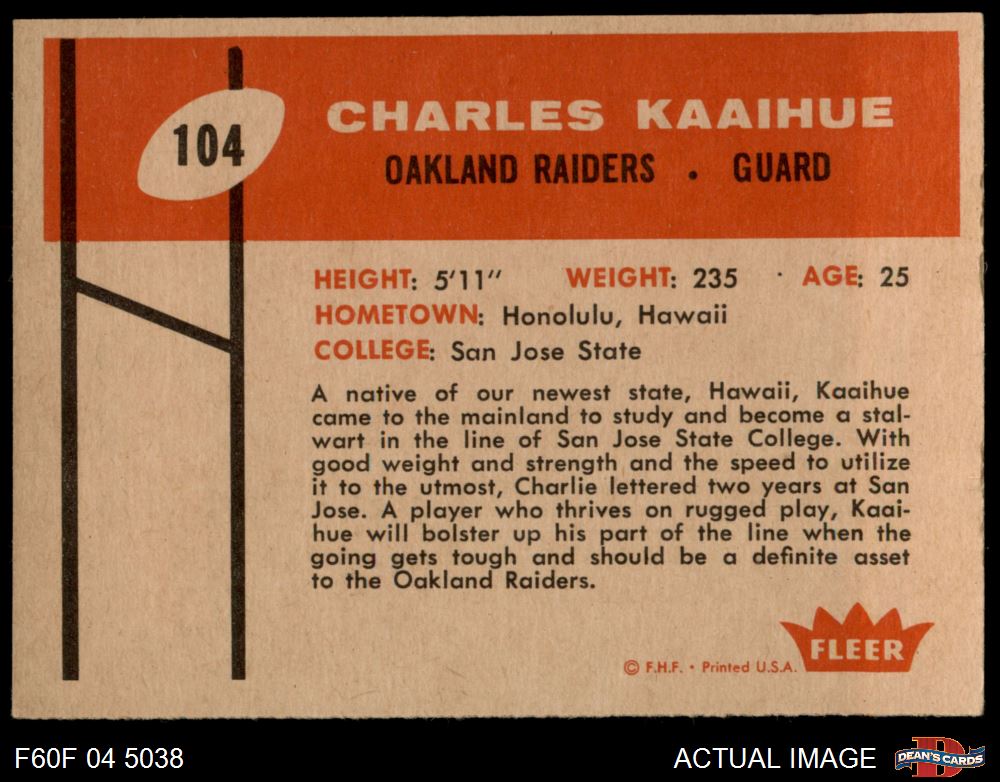 104
CHARLES KAAIHUE
OAKLAND RAIDERS . GUARD
HEIGHT: 5'11" WEIGHT: 235 AGE: 25
HOMETOWN: Honolulu, Hawaii
COLLEGE: San Jose State
A native of our newest state, Hawaii, Kaaihue
came to the mainland to study and become a stal-
wart in the line of San Jose State College. With
good weight and strength and the speed to utilize
it to the utmost, Charlie lettered two years at San
Jose. A player who thrives on rugged play, Kaai-
hue will bolster up his part of the line when the
going gets tough and should be a definite asset
to the Oakland Raiders.
FLEER
© F.H.F. • Printed U.S.A.
F60F 04 5038
ACTUAL IMAGE
D
DEAN'S CARDS